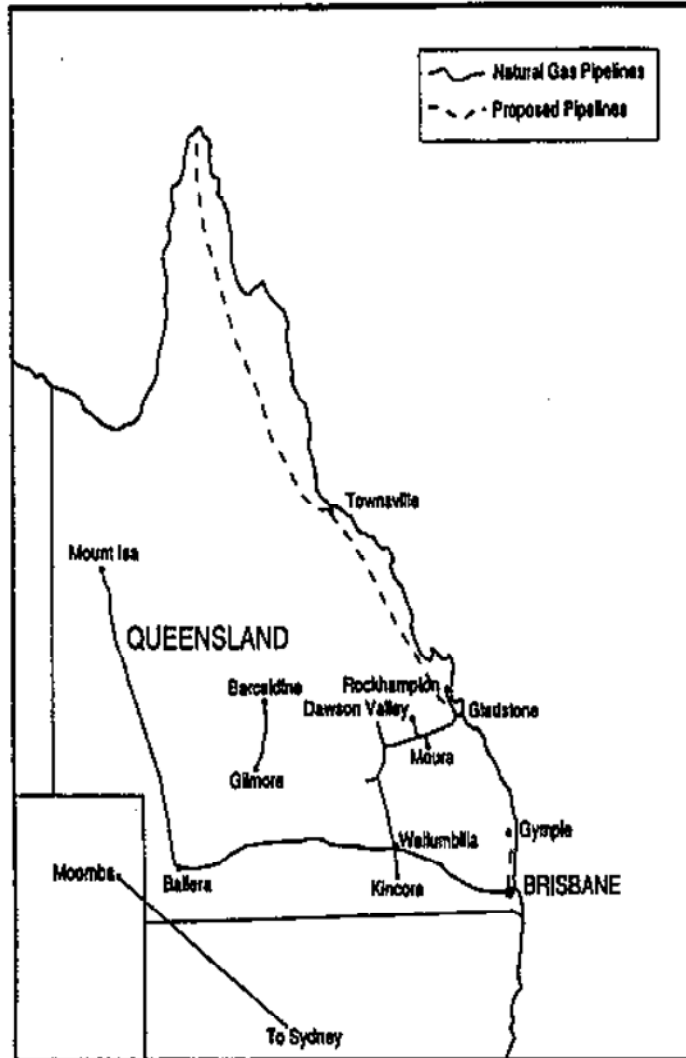 Natural Gas Pipelines
Proposed Pipelines
Townsville
Mount Isa
QUEENSLAND
Barcaldine
Rockhampton
Dawson Valley
Gladstone
Moura
Gilmore
Gympie
Wallumbilla
Moomba
Ballera
Kincora
BRISBANE
To Sydney